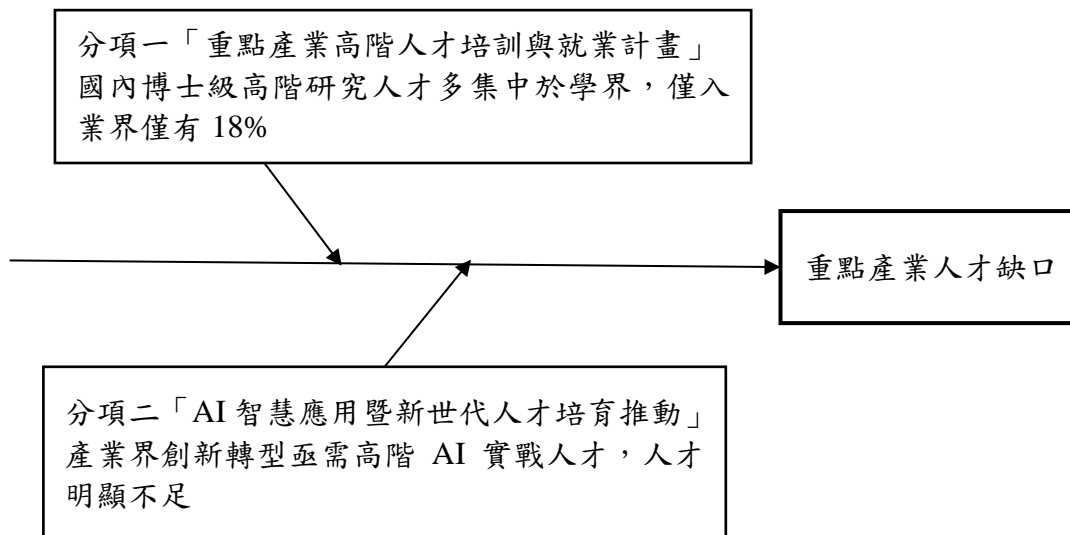 分項一「重點產業高階人才培訓與就業計畫」
國內博士級高階研究人才多集中於學界，僅入
業界僅有 18%
重點產業人才缺口
分項二「AI 智慧應用暨新世代人才培育推動」
產業界創新轉型亟需高階 AI 實戰人才，人才
明顯不足